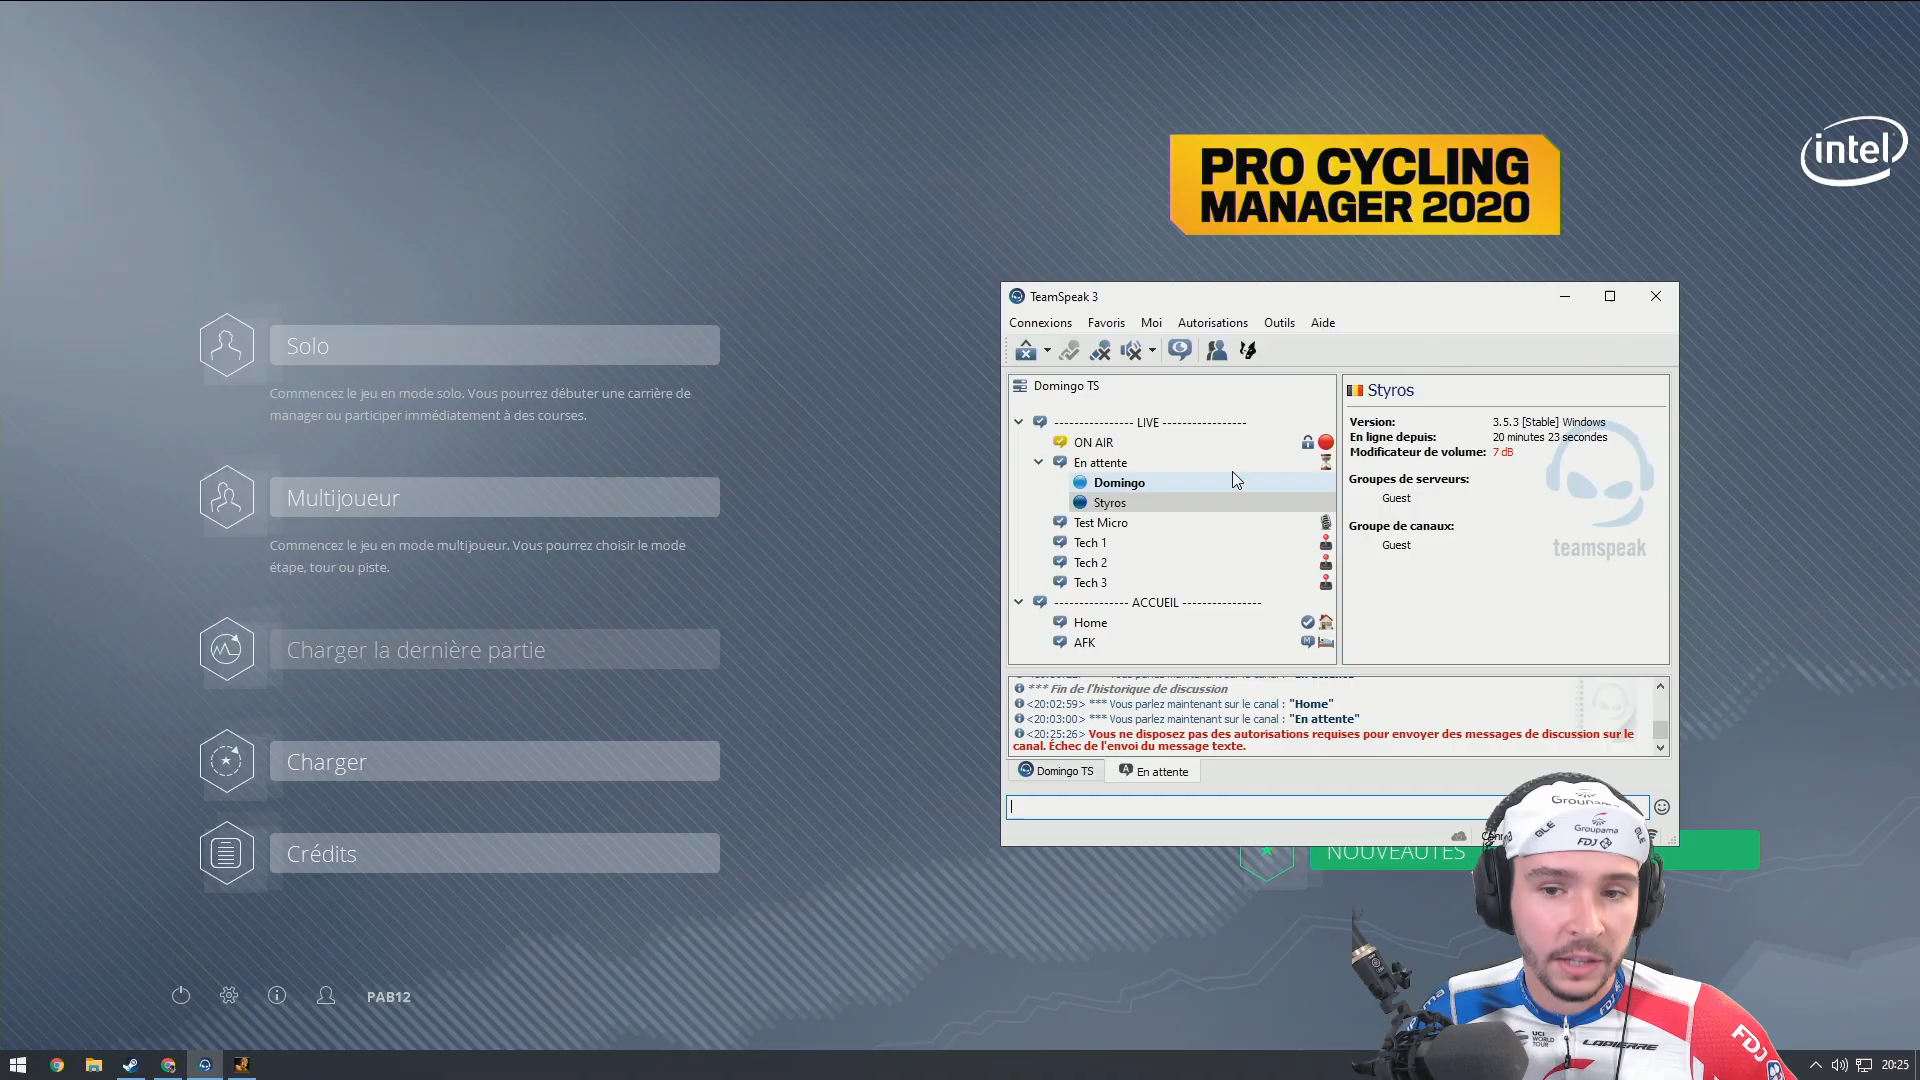 PRO CYCLING
MANAGER 2020
intel
Solo
Commencez le jeu en mode solo. Vous pourrez débuter une carrière de
manager ou participer immédiatement à des courses.
Multijoueur
Commencez le jeu en mode multijoueur. Vous pourrez choisir le mode
étape, tour ou piste.
Charger la dernière partie
Charger
Crédits
PAB12
TeamSpeak 3
Connexions Favoris Moi Autorisations Outils Aide
Domingo TS
---------------- LIVE -----------------
ON AIR
En attente
Domingo
Styros
Test Micro
Tech 1
Tech 2
Tech 3
--------------- ACCUEIL ----------------
Home
AFK
Styros
Version: 3.5.3 [Stable] Windows
En ligne depuis: 20 minutes 23 secondes
Modificateur de volume: 7 dB
Groupes de serveurs:
Guest
Groupe de canaux:
Guest
teamspeak
*** Fin de l'historique de discussion
<20:02:59> *** Vous parlez maintenant sur le canal : "Home"
<20:03:00> *** Vous parlez maintenant sur le canal : "En attente"
<20:25:26> Vous ne disposez pas des autorisations requises pour envoyer des messages de discussion sur le
canal. Échec de l'envoi du message texte.
Domingo TS
En attente
NOUVEAUTÉS
Groupama
Groupama
FDJ
UCI
WORLD
TOUR
LAPIERRE
FDJ
20:25